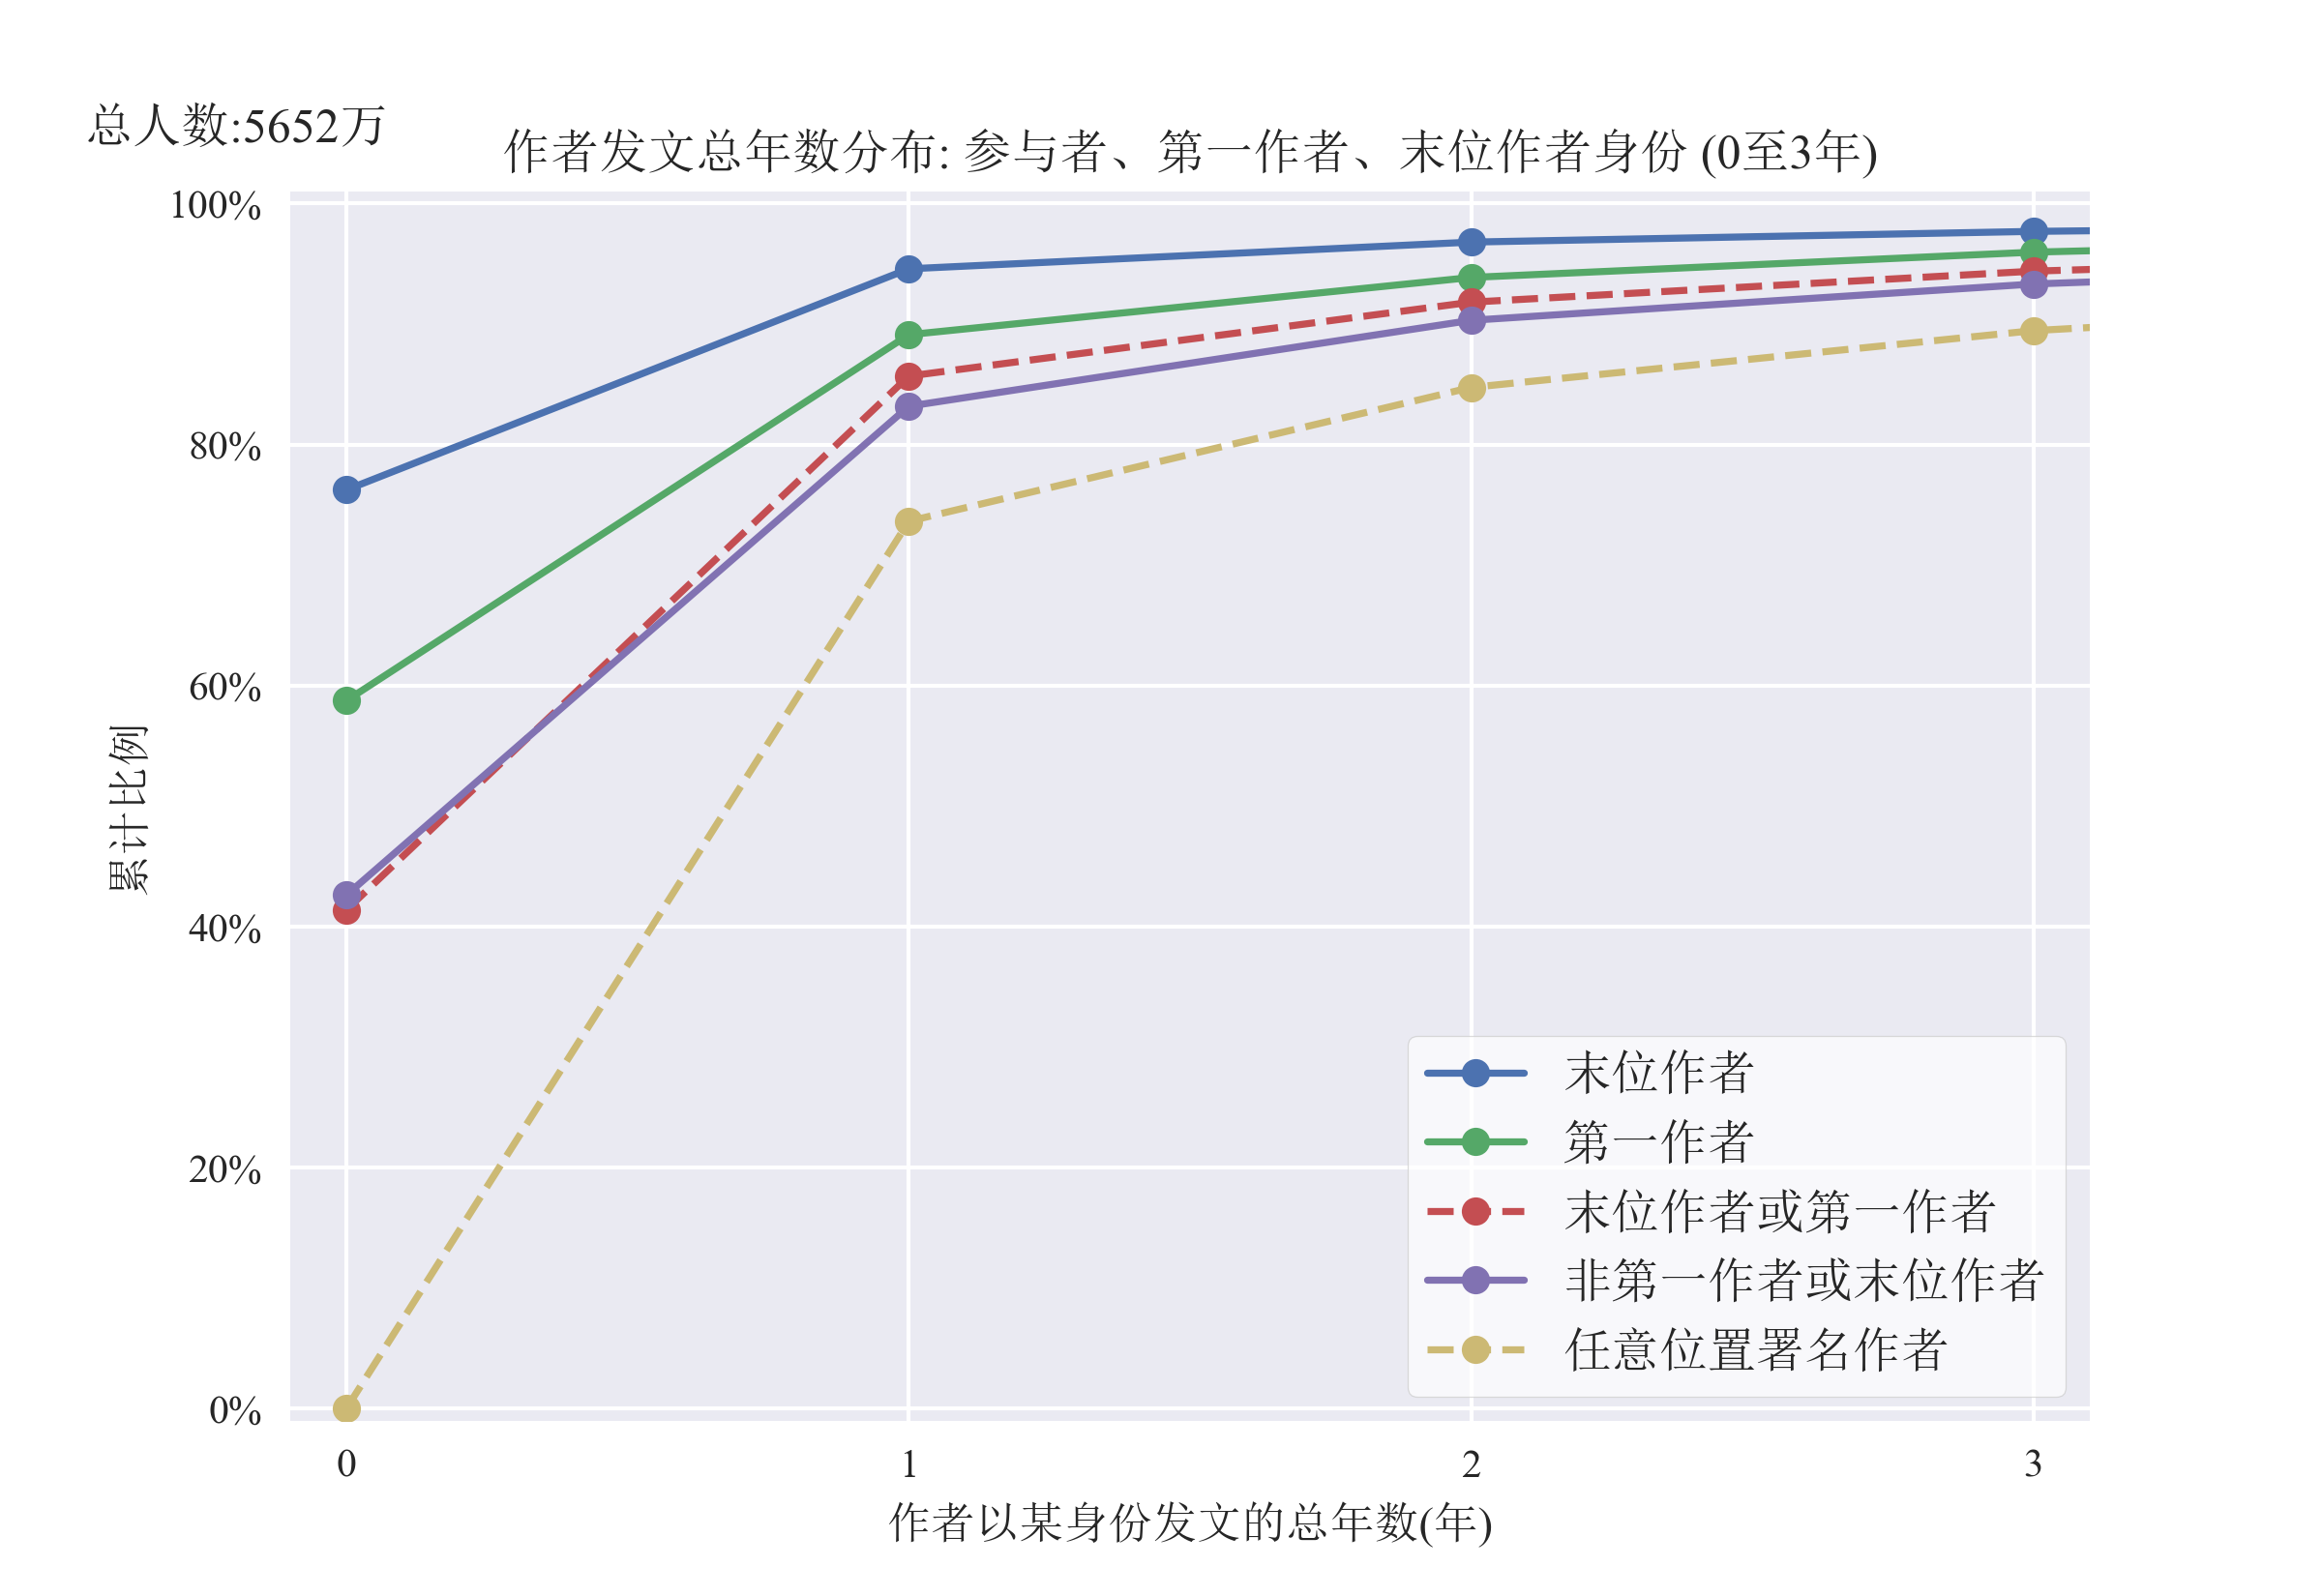 总人数:5652万
作者发文总年数分布: 参与者、第一作者、末位作者身份 (0至3年)
100%
80%
60%
40%
20%
0%
累计比例
末位作者
第一作者
末位作者或第一作者
非第一作者或末位作者
任意位置署名作者
0
1
2
3
作者以某身份发文的总年数(年)